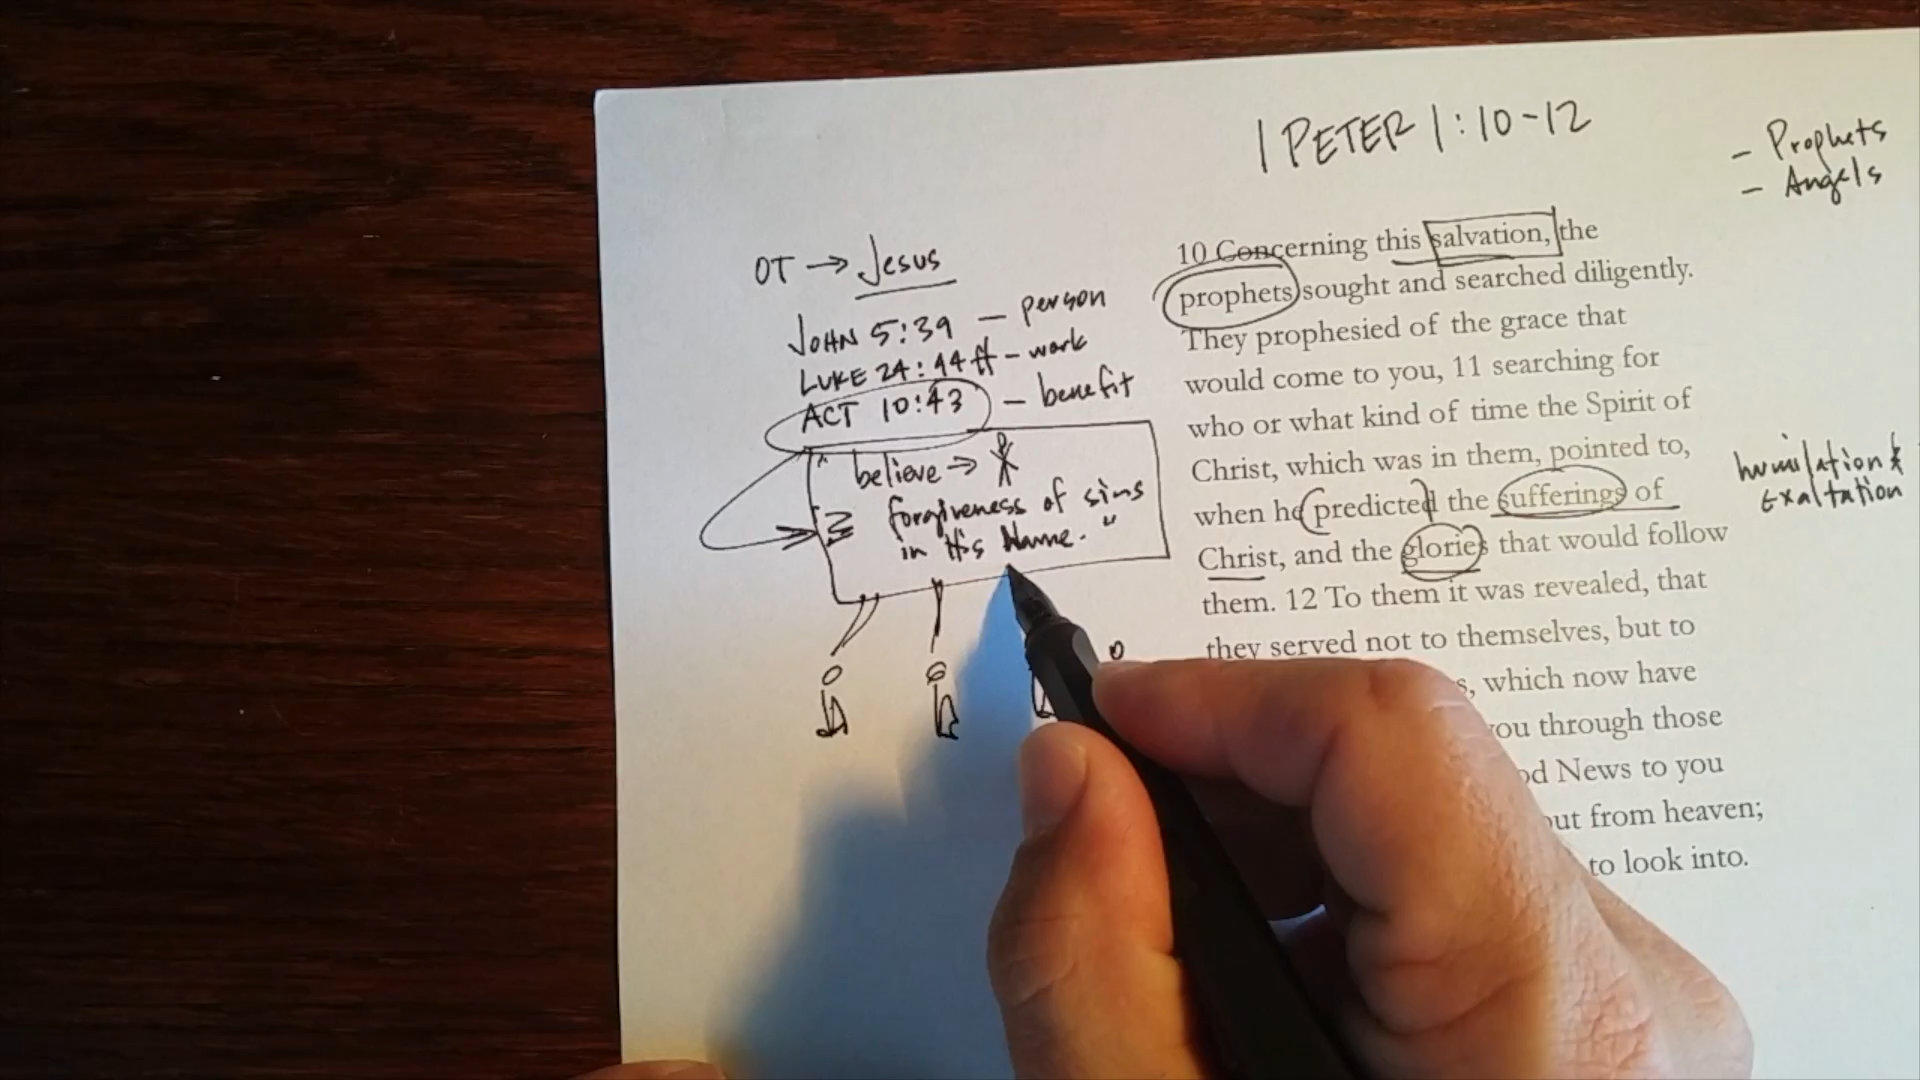 1 PETER 1:10-12
- Prophets
- Angels
OT → Jesus
JOHN 5:39 - person
LUKE 24:44ff - work
ACT 10:43 - benefit
" believe →
forgiveness of sins
in His Name."
10 Concerning this salvation, the
prophets sought and searched diligently.
They prophesied of the grace that
would come to you, 11 searching for
who or what kind of time the Spirit of
Christ, which was in them, pointed to,
when he predicted the sufferings of
Christ, and the glories that would follow
them. 12 To them it was revealed, that
they served not to themselves, but to
s, which now have
you through those
od News to you
out from heaven;
to look into.
humiliation &
Exaltation